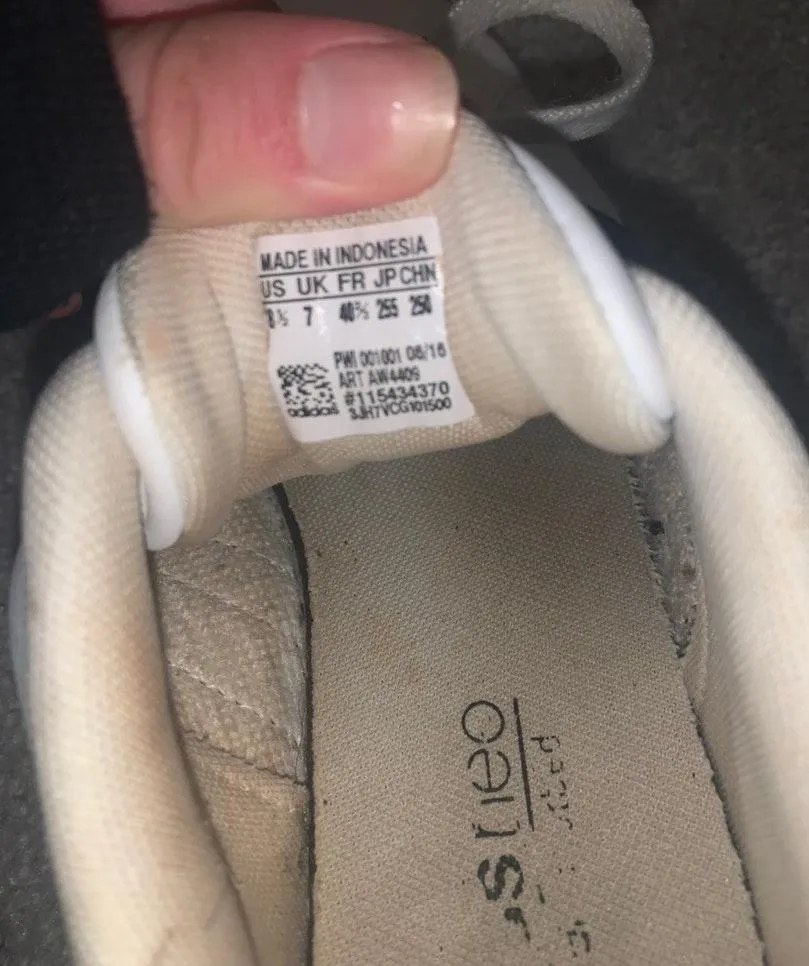 MADE IN INDONESIA
US UK FR JP CHN
8½ 7 40⅔ 255 250
PWI 001001 06/16
ART AW4409
#115434370
3JH7VCG101500
adidas